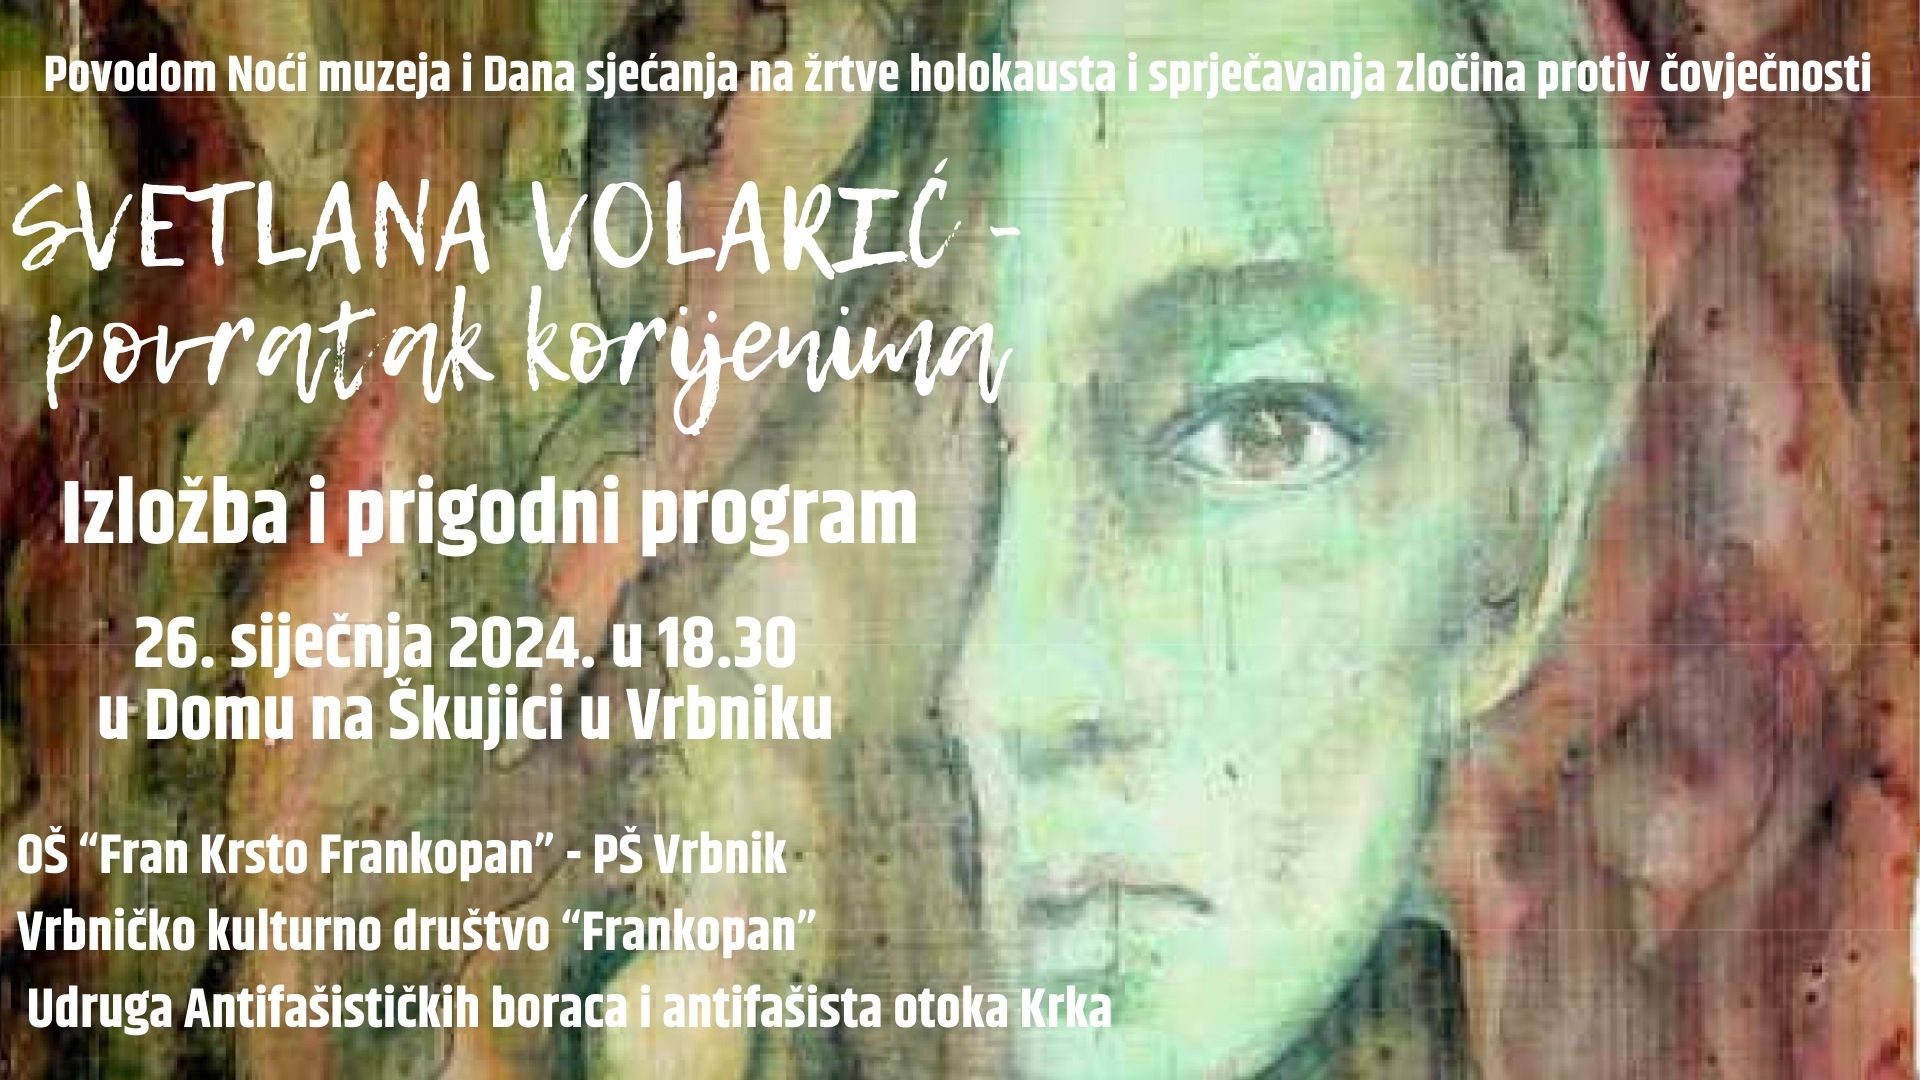 Povodom Noći muzeja i Dana sjećanja na žrtve holokausta i sprječavanja zločina protiv čovječnosti
SVETLANA VOLARIĆ -
povratak korijenima
Izložba i prigodni program
26. siječnja 2024. u 18.30
u Domu na Škujici u Vrbniku
OŠ “Fran Krsto Frankopan” - PŠ Vrbnik
Vrbničko kulturno društvo “Frankopan”
Udruga Antifašističkih boraca i antifašista otoka Krka